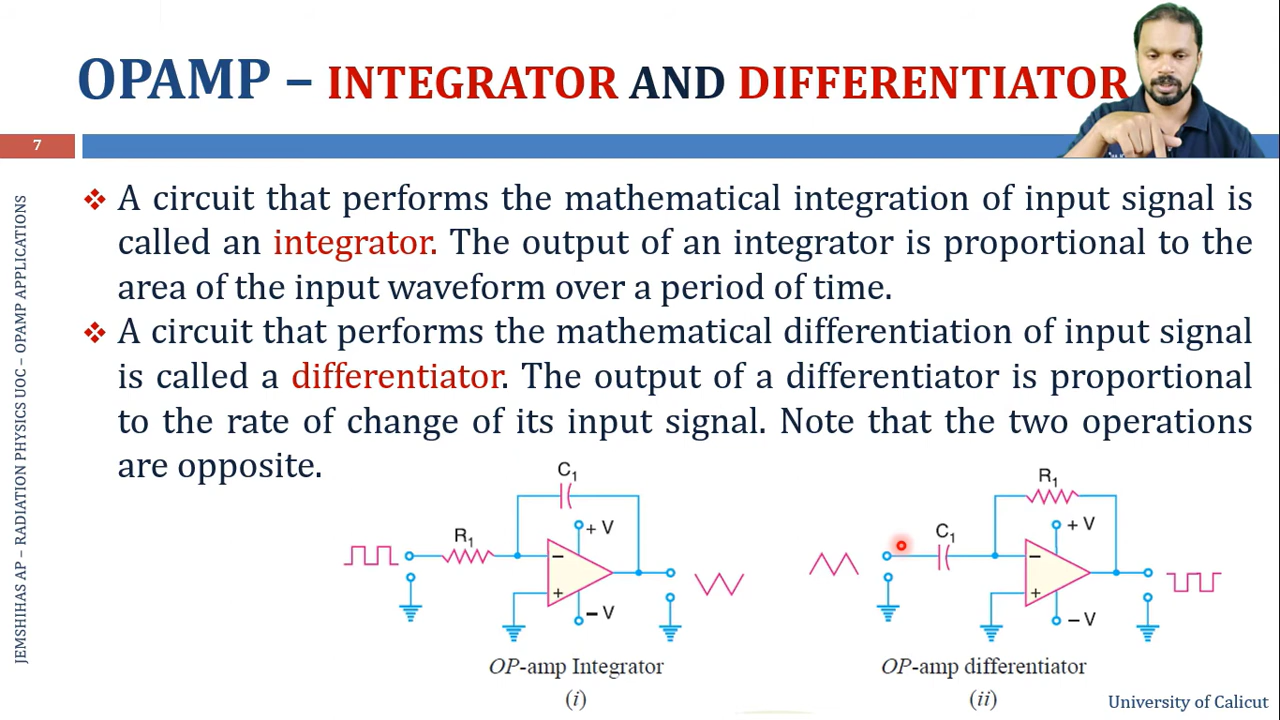 OPAMP – INTEGRATOR AND DIFFERENTIATOR
7
JEMSHIHAS AP – RADIATION PHYSICS UOC – OPAMP APPLICATIONS
❖ A circuit that performs the mathematical integration of input signal is
called an integrator. The output of an integrator is proportional to the
area of the input waveform over a period of time.
❖ A circuit that performs the mathematical differentiation of input signal
is called a differentiator. The output of a differentiator is proportional
to the rate of change of its input signal. Note that the two operations
are opposite.
C₁
R₁
+ V
−
+
− V
OP-amp Integrator
(i)
R₁
C₁
+ V
−
+
− V
OP-amp differentiator
(ii)
University of Calicut